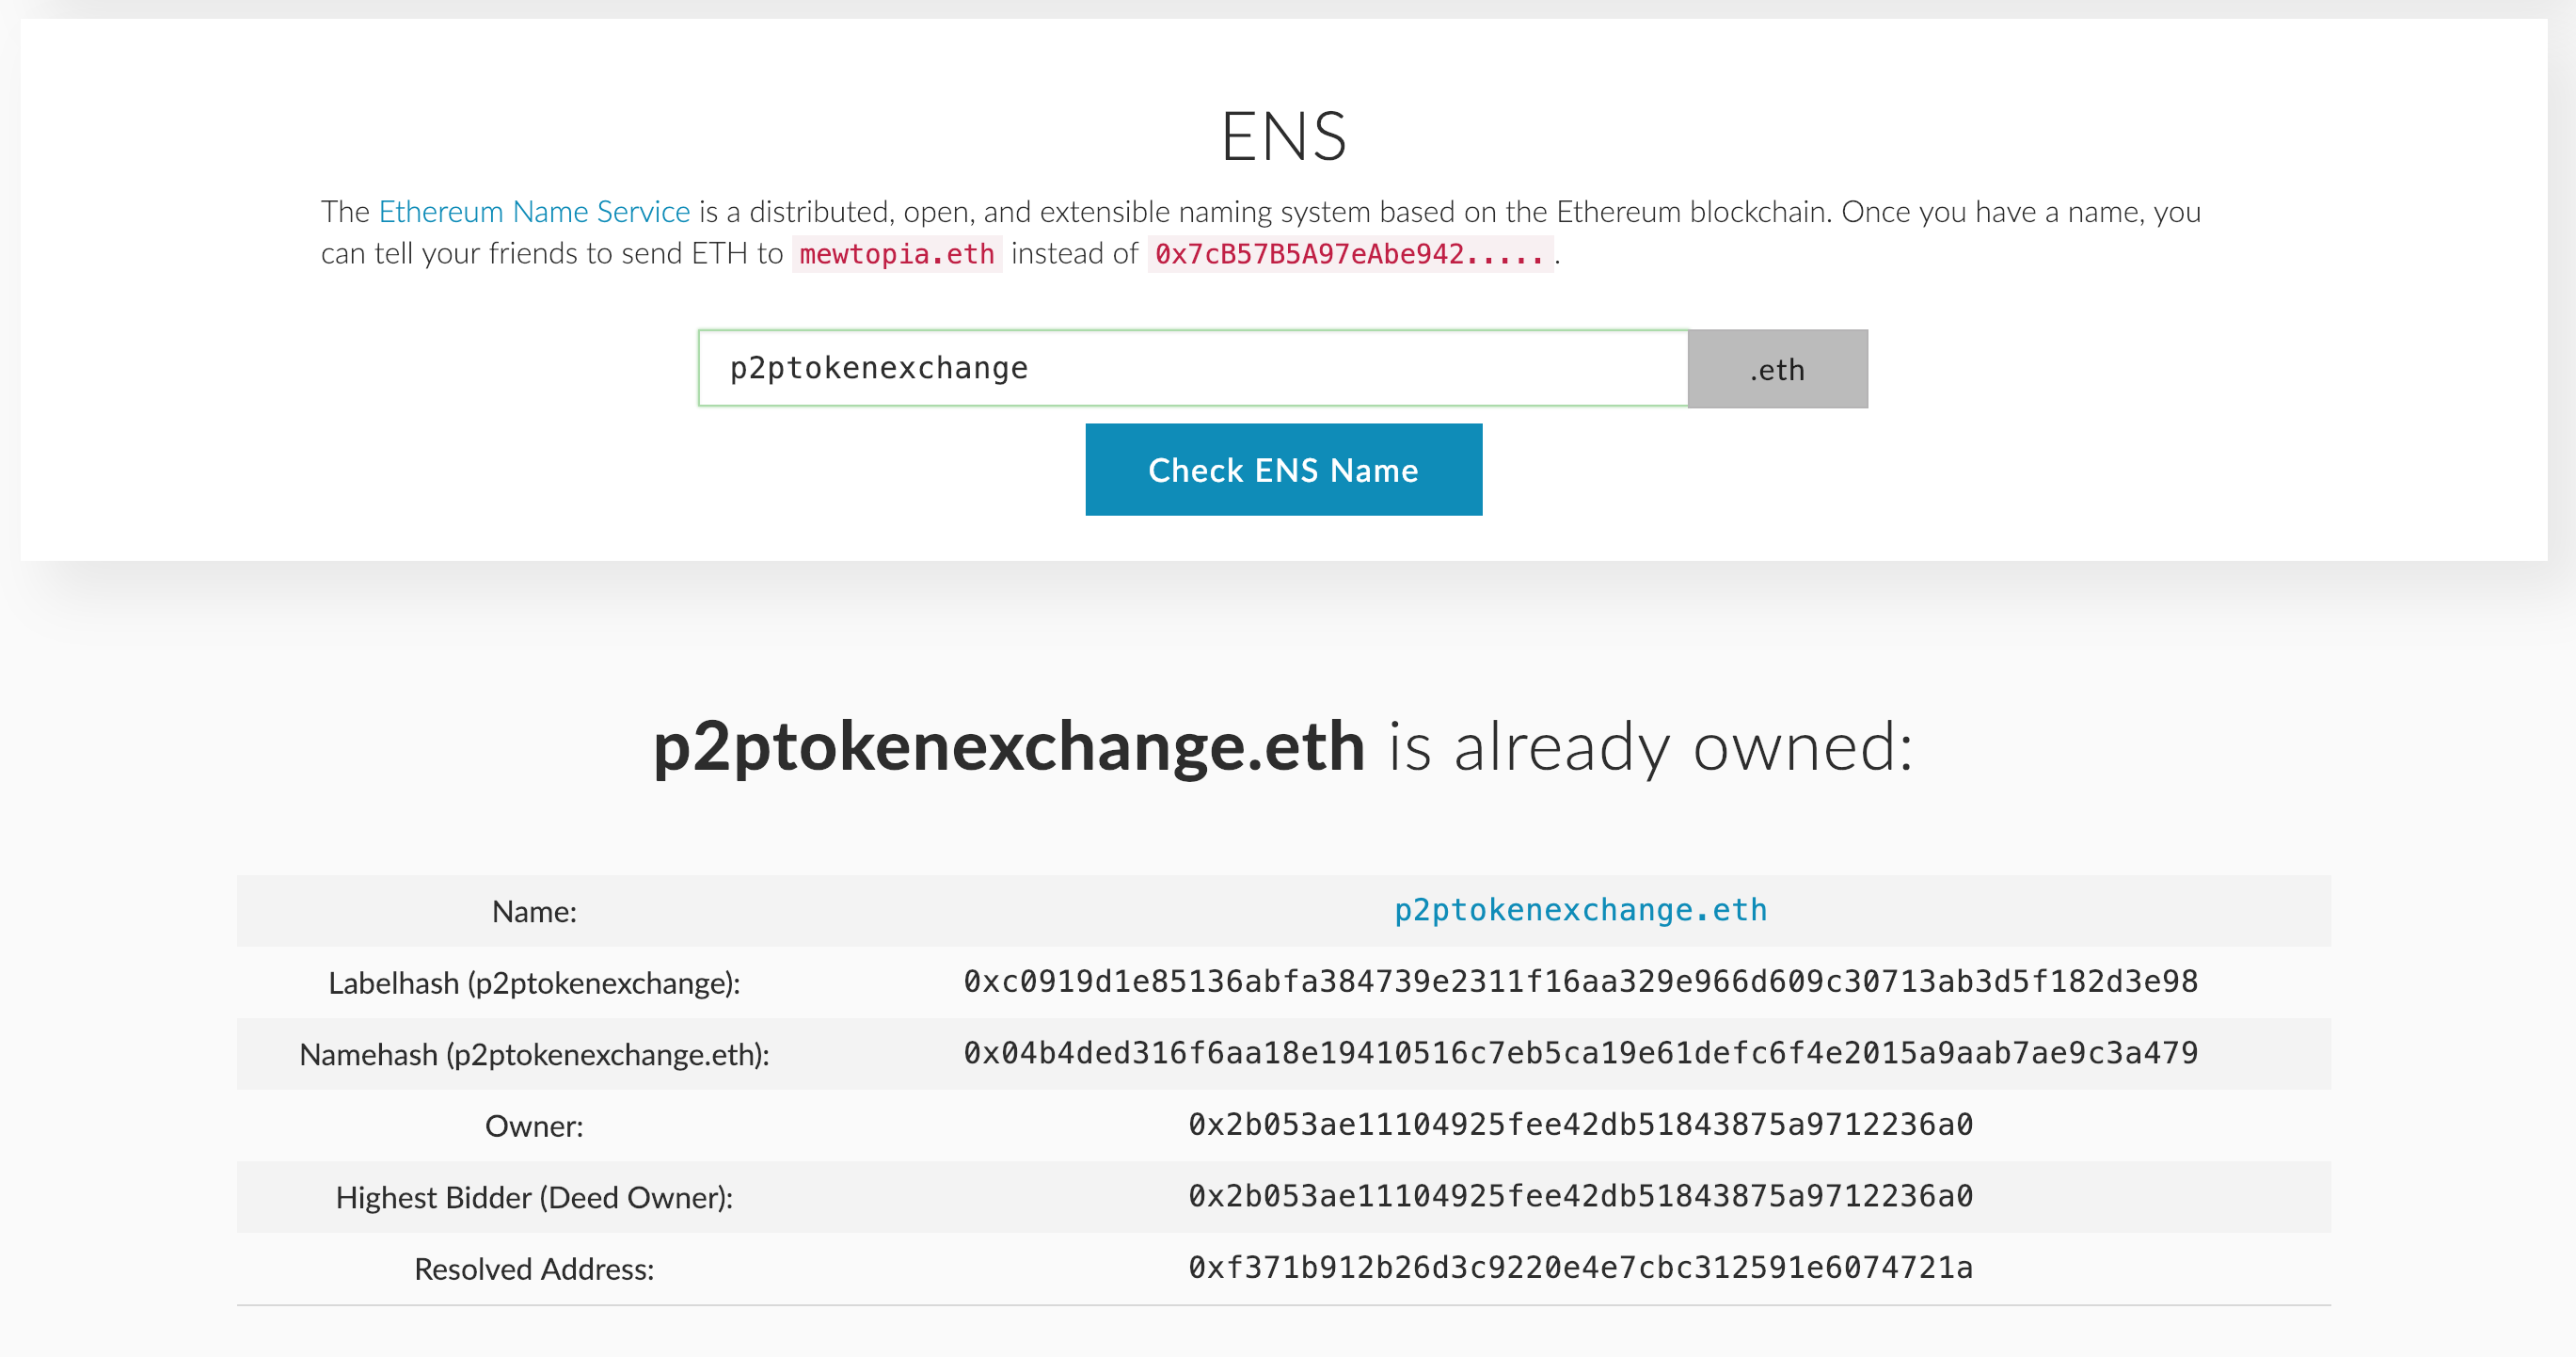 ENS
The Ethereum Name Service is a distributed, open, and extensible naming system based on the Ethereum blockchain. Once you have a name, you
can tell your friends to send ETH to mewtopia.eth instead of 0x7cB57B5A97eAbe942......
p2ptokenexchange .eth
Check ENS Name
p2ptokenexchange.eth is already owned:
Name: p2ptokenexchange.eth
Labelhash (p2ptokenexchange): 0xc0919d1e85136abfa384739e2311f16aa329e966d609c30713ab3d5f182d3e98
Namehash (p2ptokenexchange.eth): 0x04b4ded316f6aa18e19410516c7eb5ca19e61defc6f4e2015a9aab7ae9c3a479
Owner: 0x2b053ae11104925fee42db51843875a9712236a0
Highest Bidder (Deed Owner): 0x2b053ae11104925fee42db51843875a9712236a0
Resolved Address: 0xf371b912b26d3c9220e4e7cbc312591e6074721a